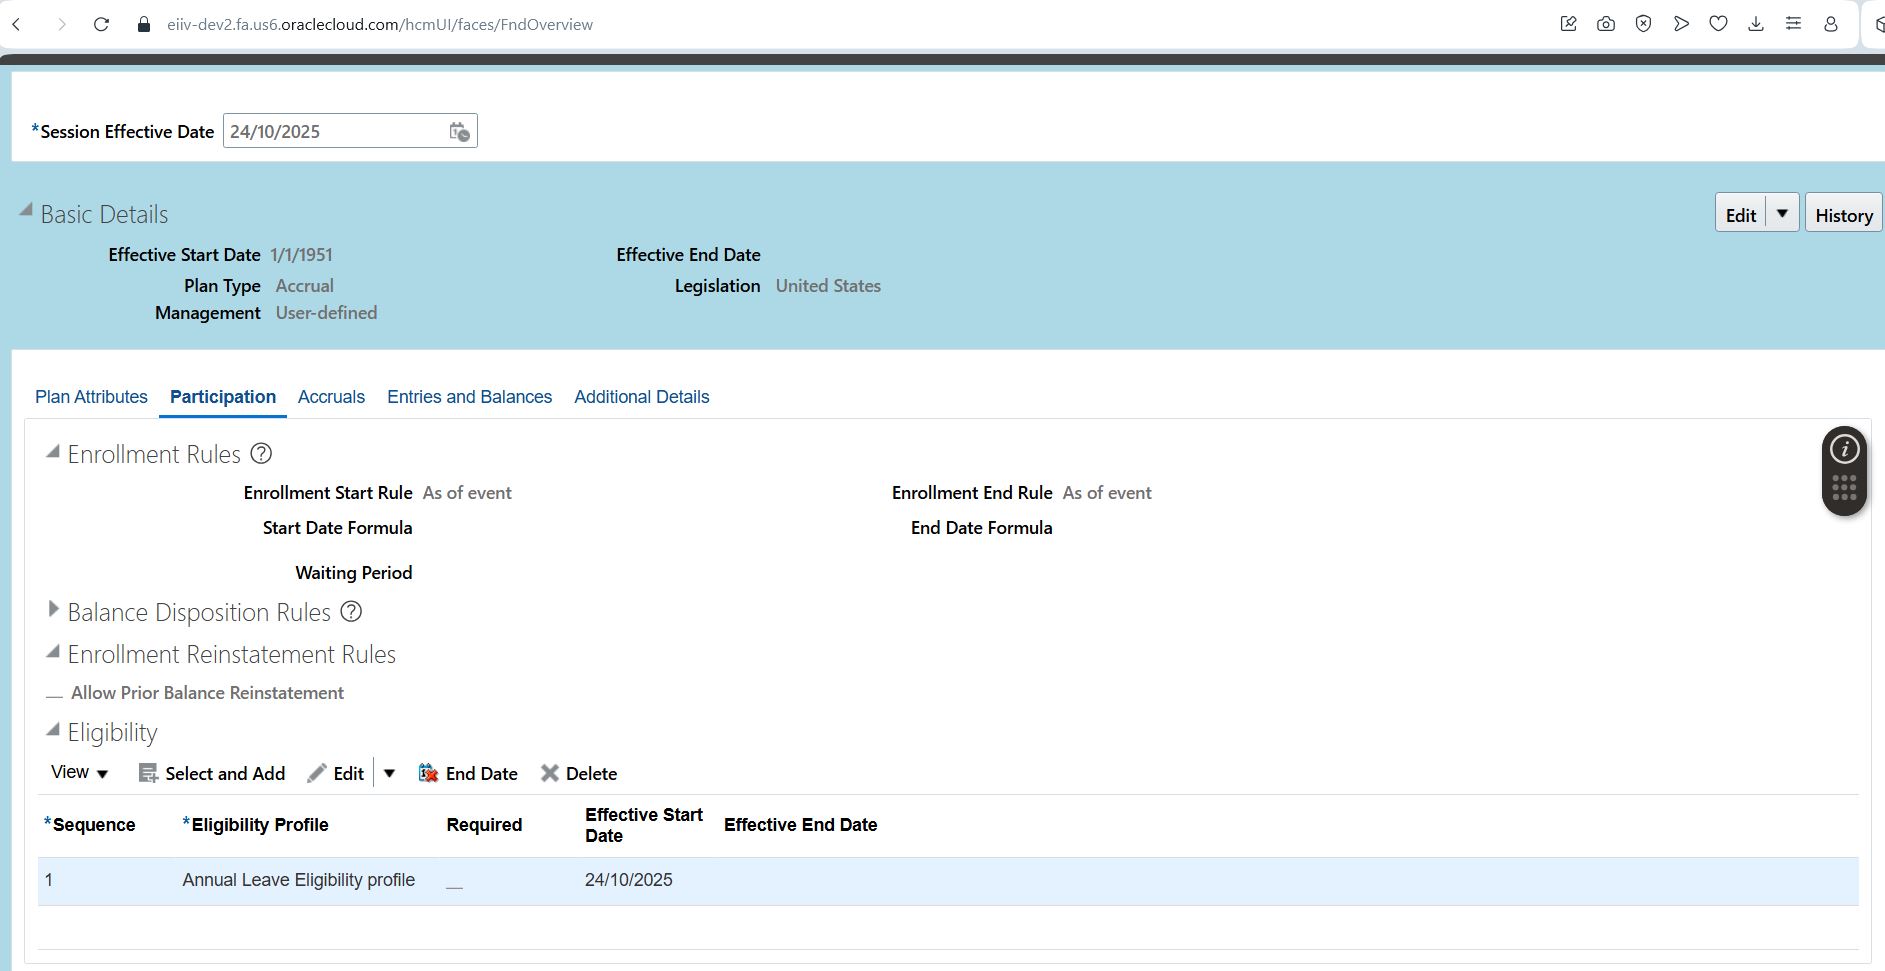 eiiv-dev2.fa.us6.oraclecloud.com/hcmUI/faces/FndOverview
*Session Effective Date 24/10/2025
Basic Details
Edit History
Effective Start Date 1/1/1951 Effective End Date
Plan Type Accrual Legislation United States
Management User-defined
Plan Attributes Participation Accruals Entries and Balances Additional Details
Enrollment Rules ?
Enrollment Start Rule As of event Enrollment End Rule As of event
Start Date Formula End Date Formula
Waiting Period
Balance Disposition Rules ?
Enrollment Reinstatement Rules
Allow Prior Balance Reinstatement
Eligibility
View Select and Add Edit End Date Delete
*Sequence *Eligibility Profile Required Effective Start Date Effective End Date
1 Annual Leave Eligibility profile 24/10/2025